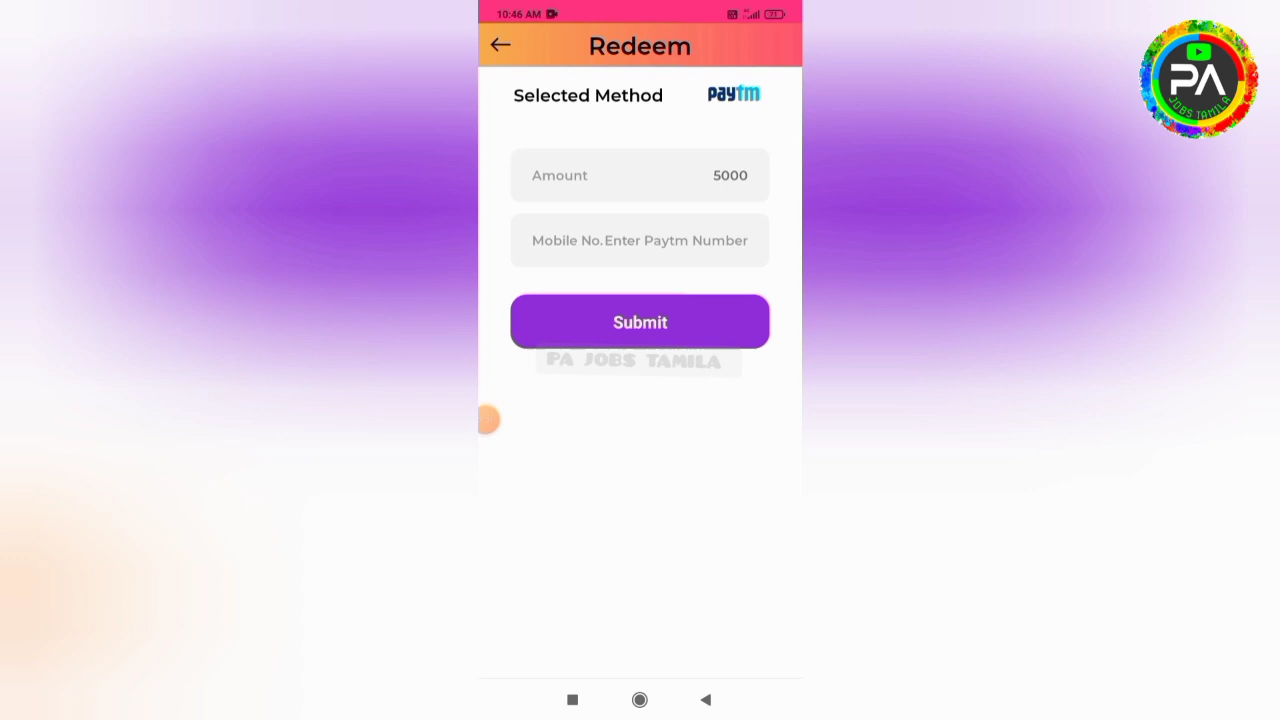 10:46 AM
71
Redeem
Selected Method
paytm
Amount 5000
Mobile No. Enter Paytm Number
Submit
PA JOBS TAMILA
PA
JOBS TAMILA